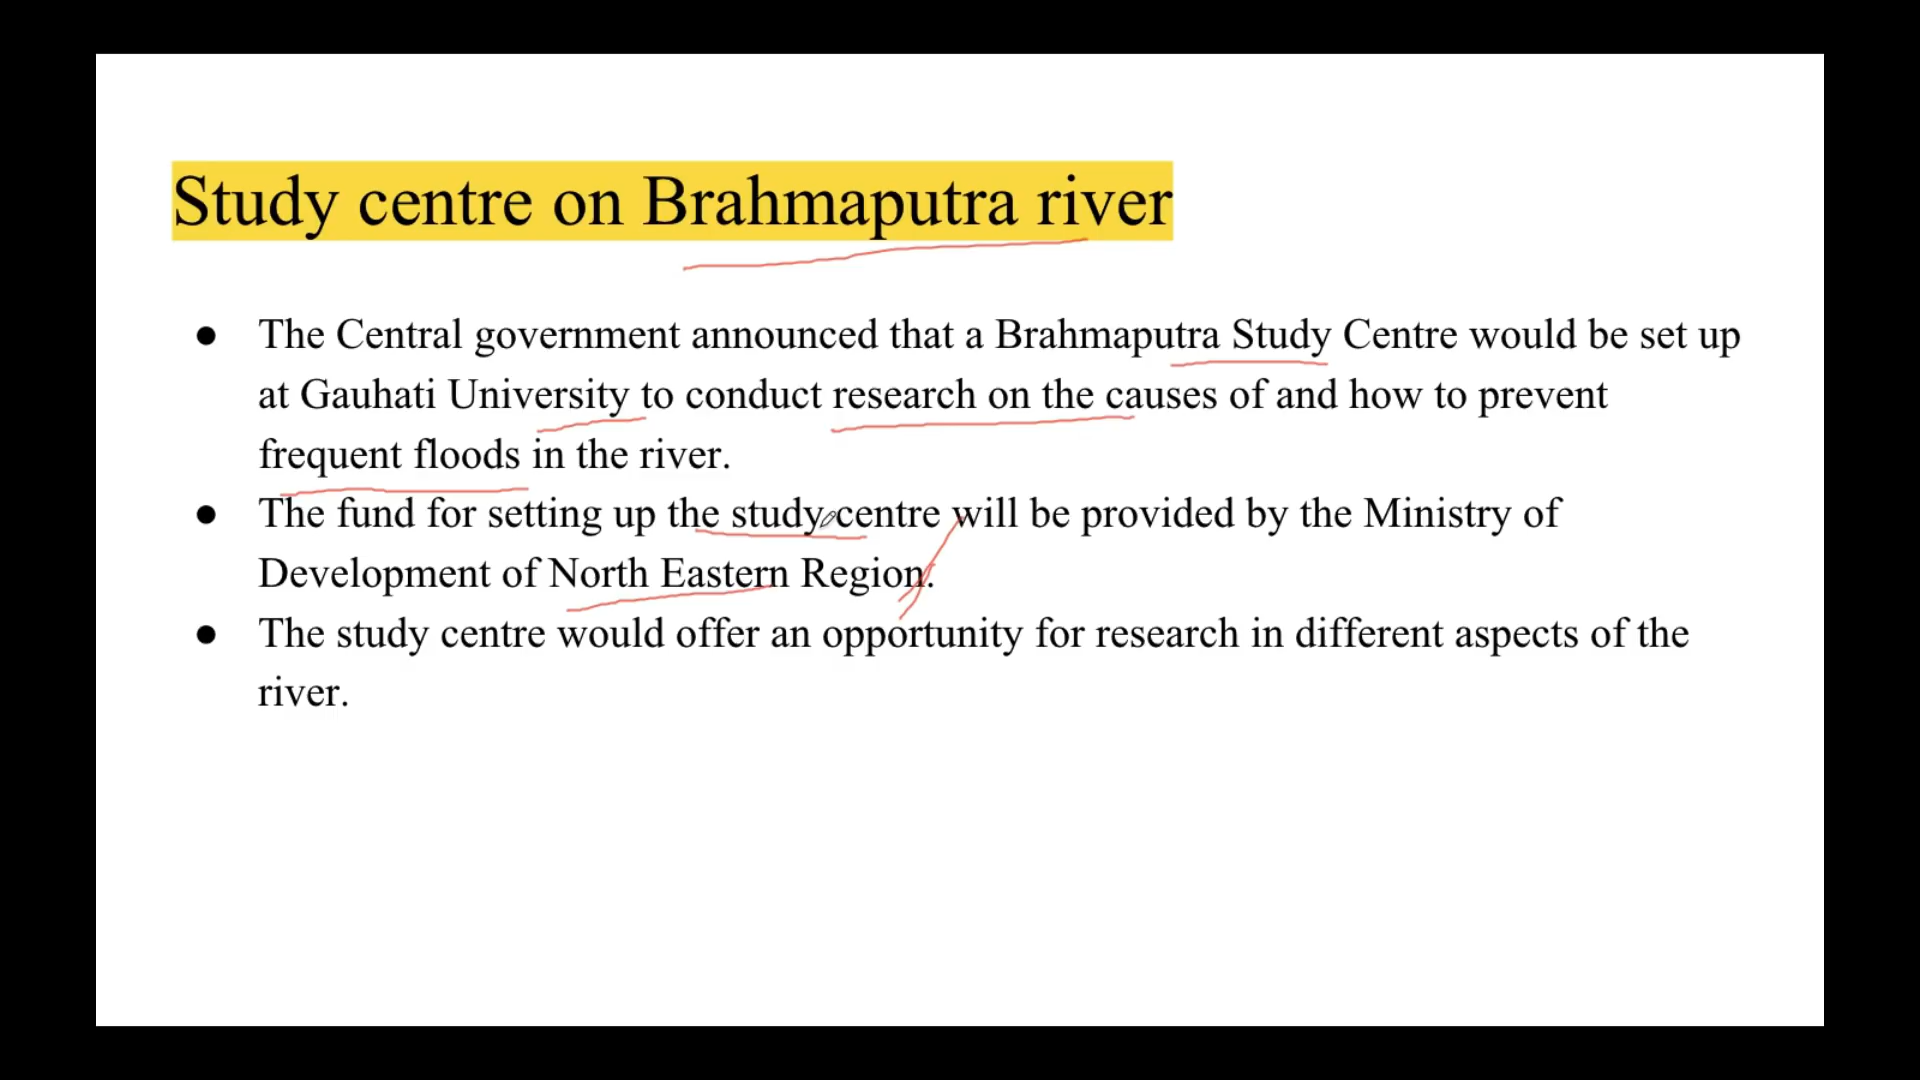 Study centre on Brahmaputra river
● The Central government announced that a Brahmaputra Study Centre would be set up
at Gauhati University to conduct research on the causes of and how to prevent
frequent floods in the river.
● The fund for setting up the study centre will be provided by the Ministry of
Development of North Eastern Region.
● The study centre would offer an opportunity for research in different aspects of the
river.